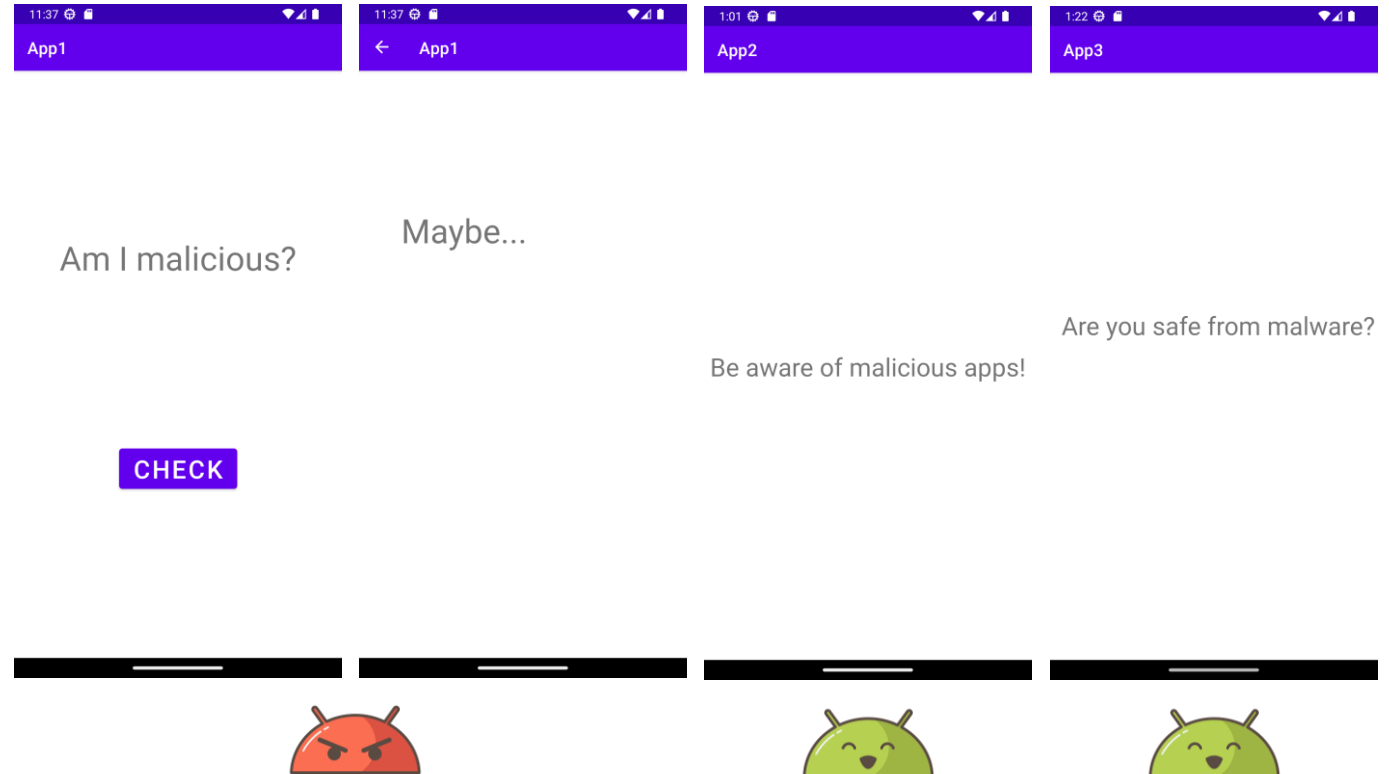 11:37
App1
Am I malicious?
CHECK
11:37
App1
Maybe...
1:01
App2
Be aware of malicious apps!
1:22
App3
Are you safe from malware?